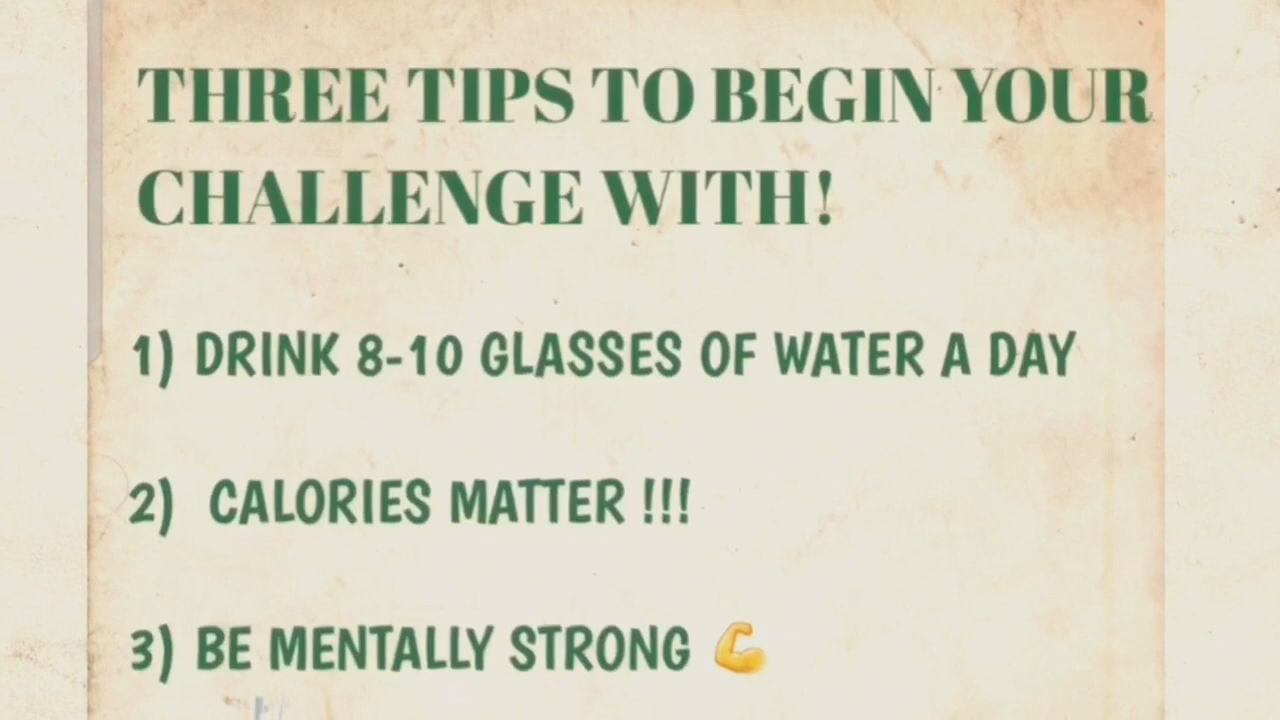 THREE TIPS TO BEGIN YOUR
CHALLENGE WITH!
1) DRINK 8-10 GLASSES OF WATER A DAY
2) CALORIES MATTER !!!
3) BE MENTALLY STRONG 💪